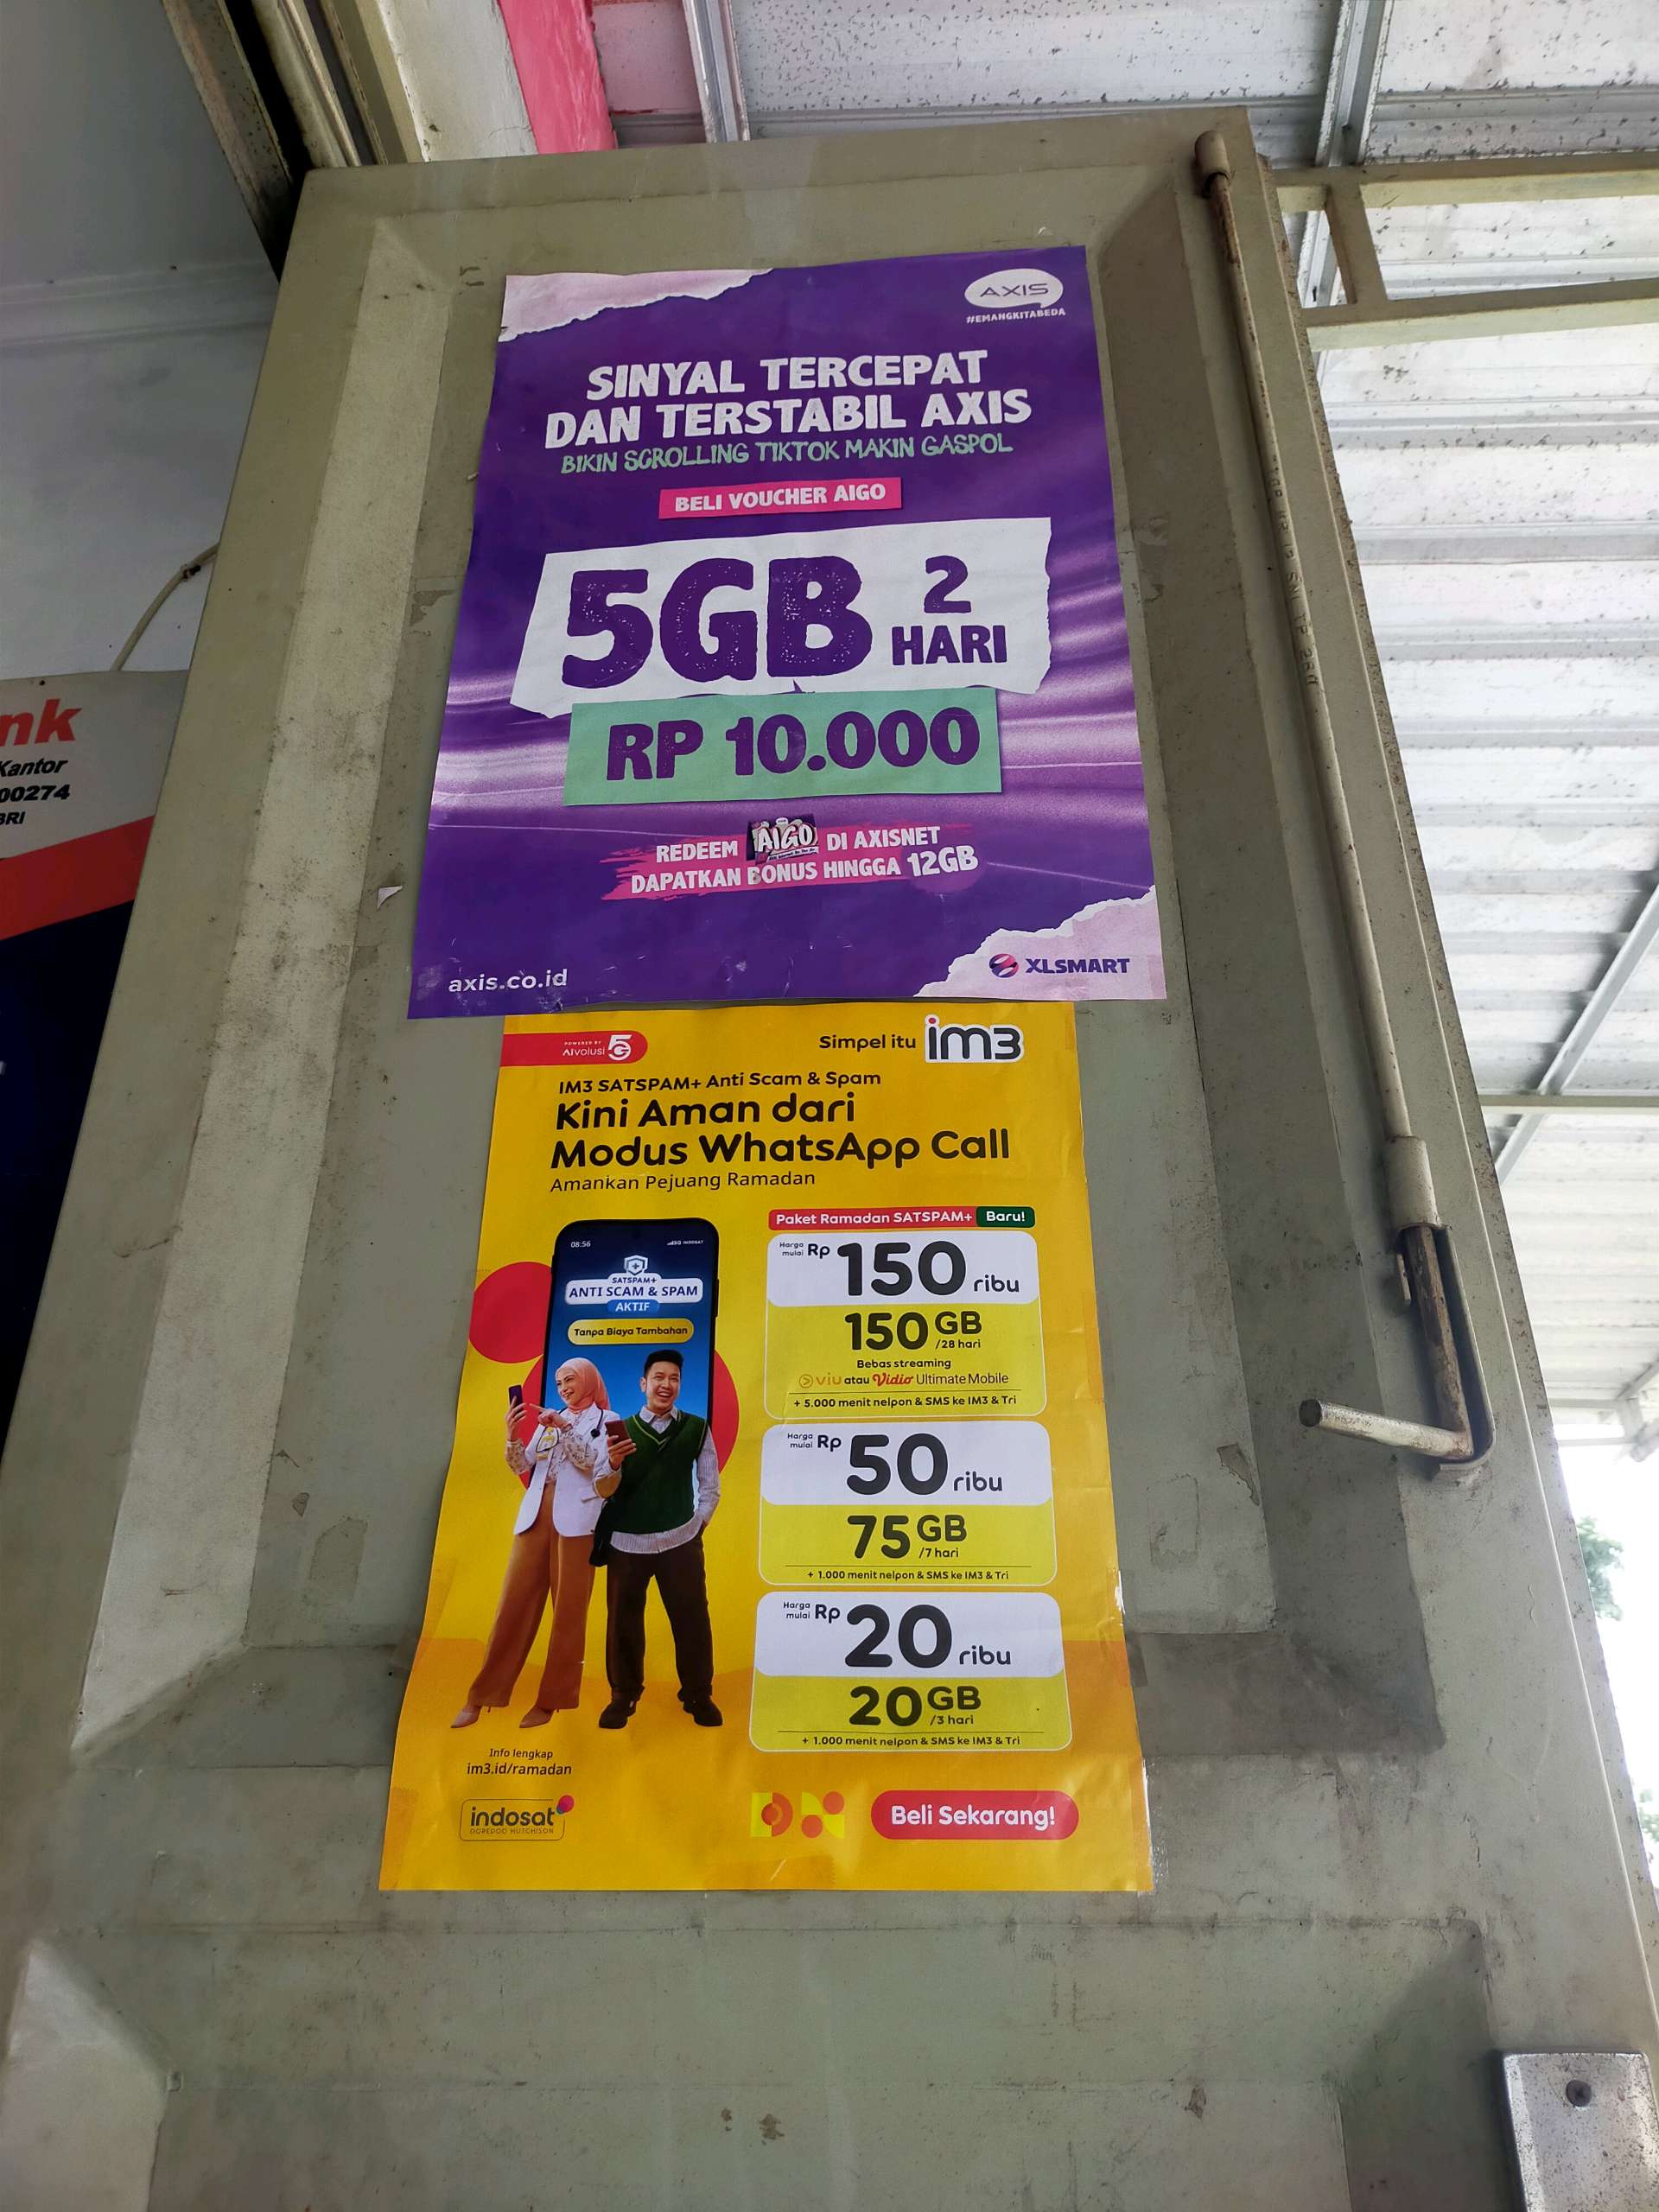 AXIS
#EMANGKITABEDA
SINYAL TERCEPAT
DAN TERSTABIL AXIS
BIKIN SCROLLING TIKTOK MAKIN GASPOL
BELI VOUCHER AIGO
5GB 2 HARI
RP 10.000
REDEEM AIGO DI AXISNET
DAPATKAN BONUS HINGGA 12GB
axis.co.id
XLSMART
nk
Kantor
00274
BRI
POWERED BY
AIvolusi 5G
Simpel itu im3
IM3 SATSPAM+ Anti Scam & Spam
Kini Aman dari
Modus WhatsApp Call
Amankan Pejuang Ramadan
08.56
INDOSAT
SATSPAM+
ANTI SCAM & SPAM
AKTIF
Tanpa Biaya Tambahan
Paket Ramadan SATSPAM+ Baru!
Harga mulai Rp 150 ribu
150 GB /28 hari
Bebas streaming
viu atau Vidio Ultimate Mobile
+ 5.000 menit nelpon & SMS ke IM3 & Tri
Harga mulai Rp 50 ribu
75 GB /7 hari
+ 1.000 menit nelpon & SMS ke IM3 & Tri
Harga mulai Rp 20 ribu
20 GB /3 hari
+ 1.000 menit nelpon & SMS ke IM3 & Tri
Info lengkap
im3.id/ramadan
indosat
OOREDOO HUTCHISON
Beli Sekarang!